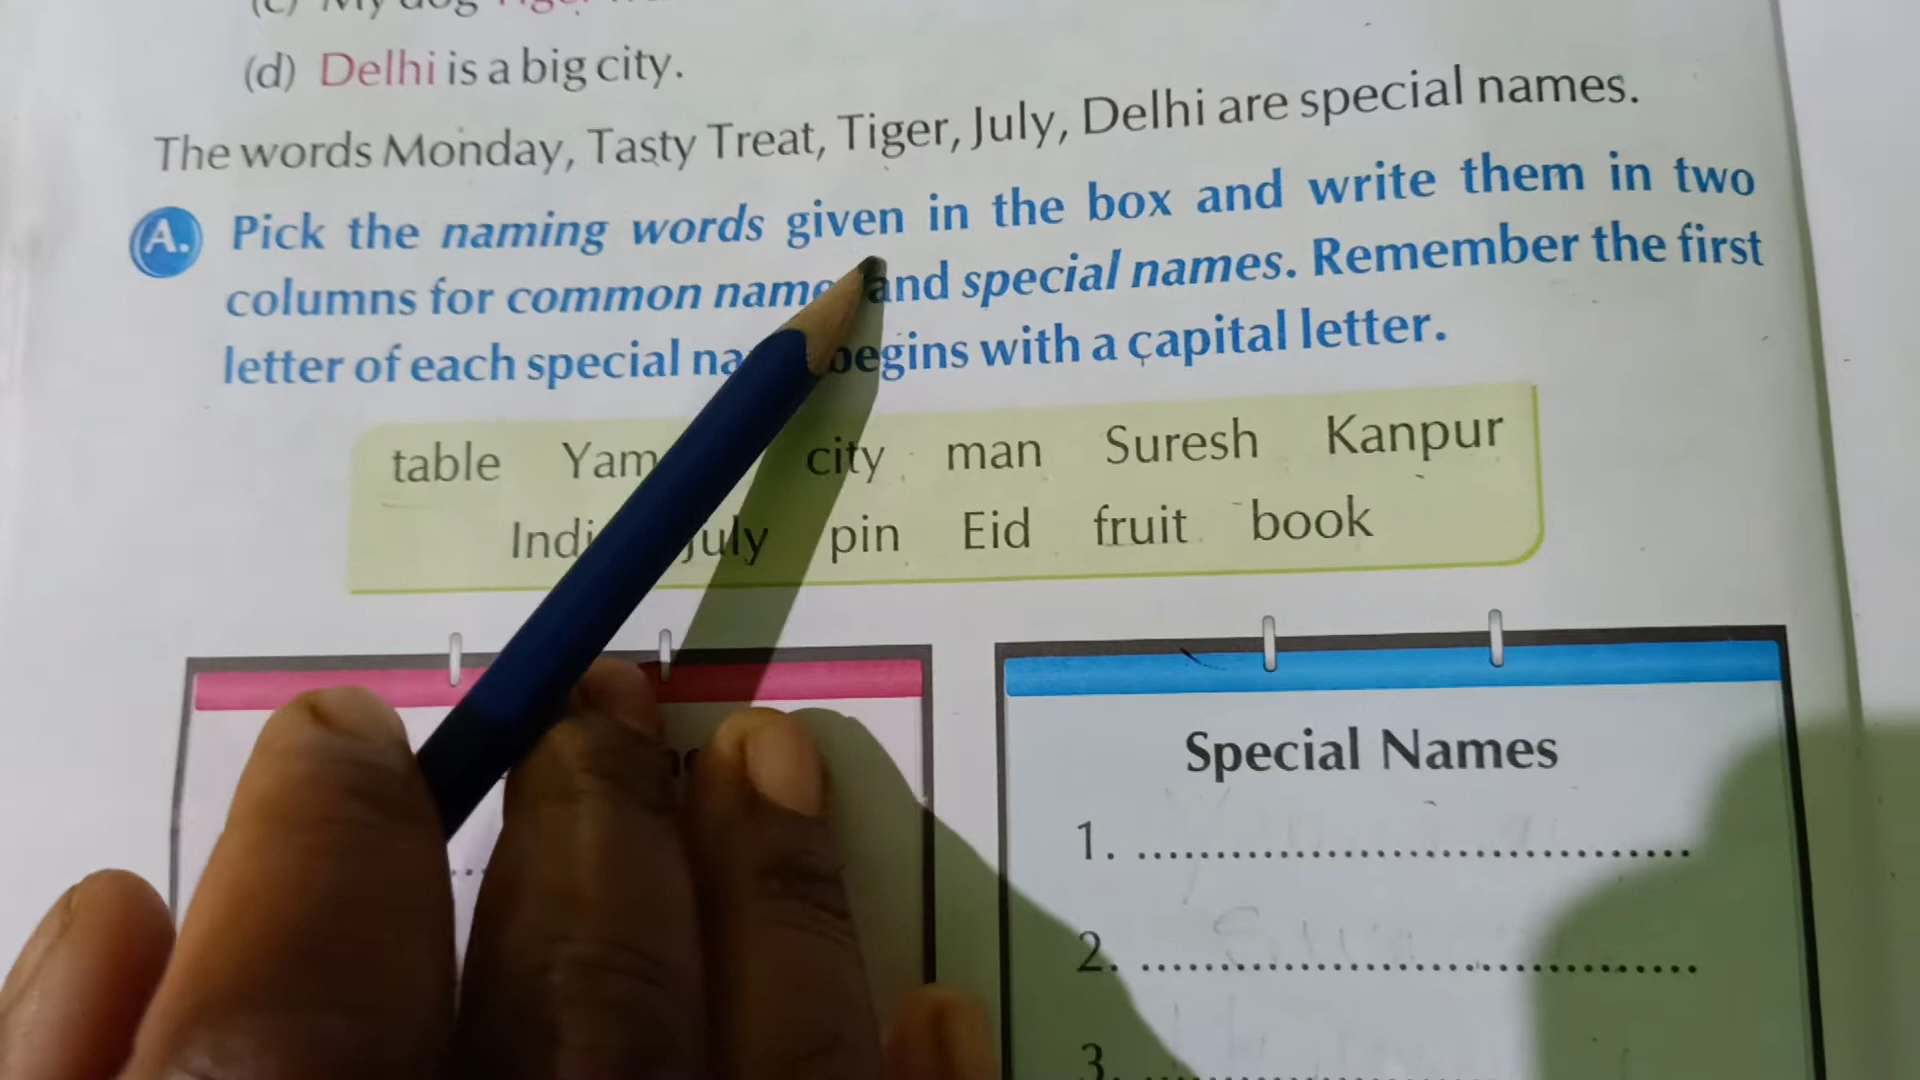 (d) Delhi is a big city.
The words Monday, Tasty Treat, Tiger, July, Delhi are special names.
A. Pick the naming words given in the box and write them in two
columns for common name and special names. Remember the first
letter of each special begins with a capital letter.
table city man Suresh Kanpur
july pin Eid fruit book
Special Names
1.
2.
3.